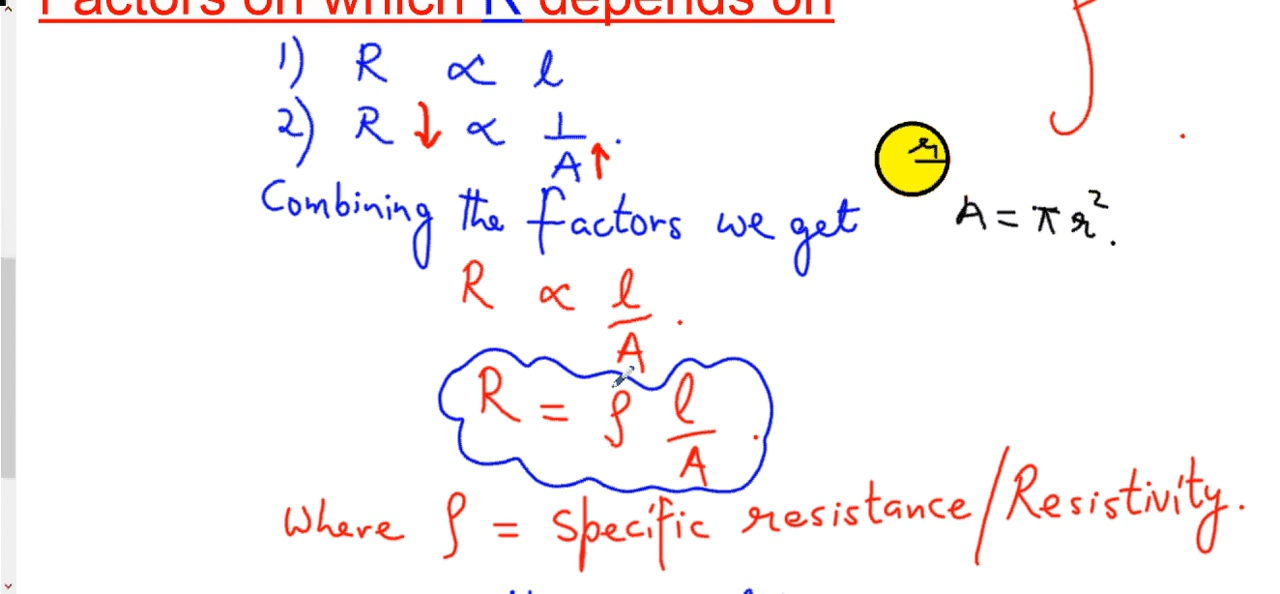 Factors on which R depends on
1) R ∝ l
2) R ↓ ∝ 1/A ↑.
r
Combining the factors we get
A = πr².
R ∝ l/A.
R = ρ l/A.
Where ρ = Specific resistance/Resistivity.